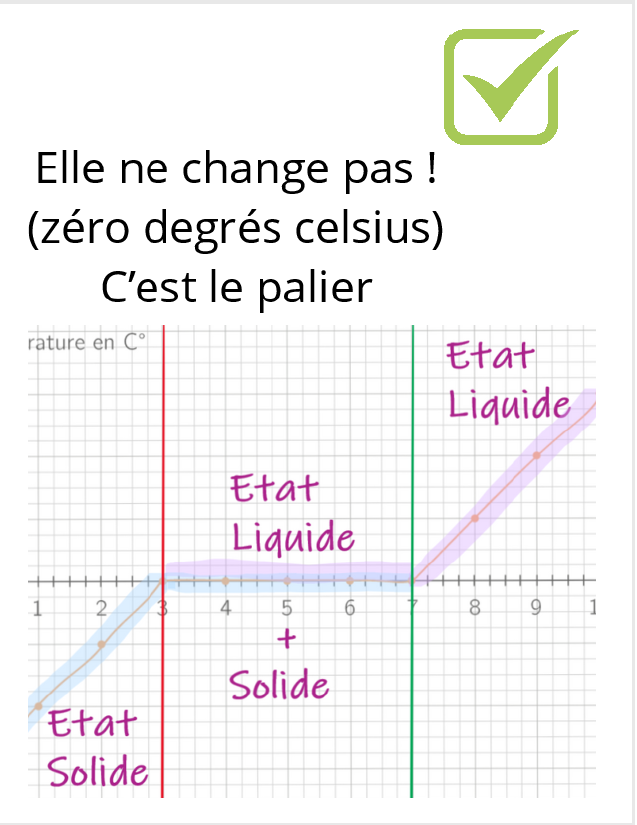 Elle ne change pas !
(zéro degrés celsius)
C’est le palier
rature en C°
Etat
Liquide
Etat
Liquide
1 2 3 4 5 6 7 8 9 1
+
Solide
Etat
Solide